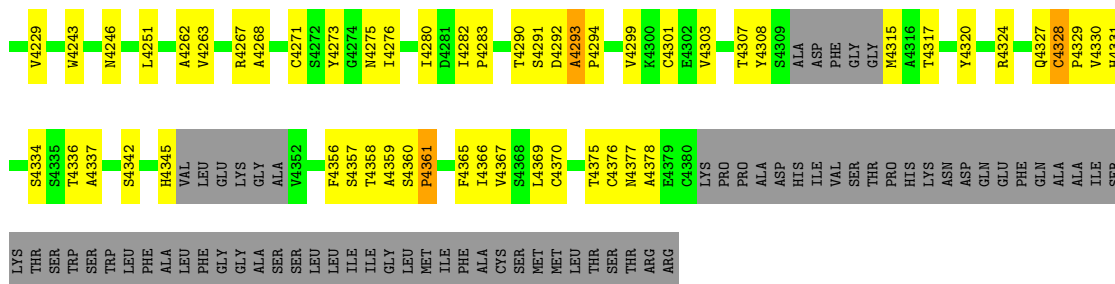 V4229 W4243 N4246 L4251 A4262 V4263 R4267 A4268 C4271 S4272 Y4273 G4274 N4275 I4276 I4280 D4281 I4282 P4283 T4290 S4291 D4292 A4293 P4294 V4299 K4300 C4301 E4302 V4303 T4307 Y4308 S4309 ALA ASP PHE GLY GLY M4315 A4316 T4317 Y4320 R4324 Q4327 C4328 P4329 V4330 H4331
S4334 S4335 T4336 A4337 S4342 H4345 VAL LEU GLU LYS GLY ALA V4352 F4356 S4357 T4358 A4359 S4360 P4361 F4365 I4366 V4367 S4368 L4369 C4370 T4375 C4376 N4377 A4378 E4379 C4380 LYS PRO PRO ALA ASP HIS ILE VAL SER THR PRO HIS LYS ASN ASP GLN GLU PHE GLN ALA ALA ILE SER
LYS THR SER TRP SER TRP LEU PHE ALA LEU PHE GLY GLY ALA SER SER LEU LEU ILE ILE GLY LEU MET ILE PHE ALA CYS SER MET MET LEU THR SER THR ARG ARG